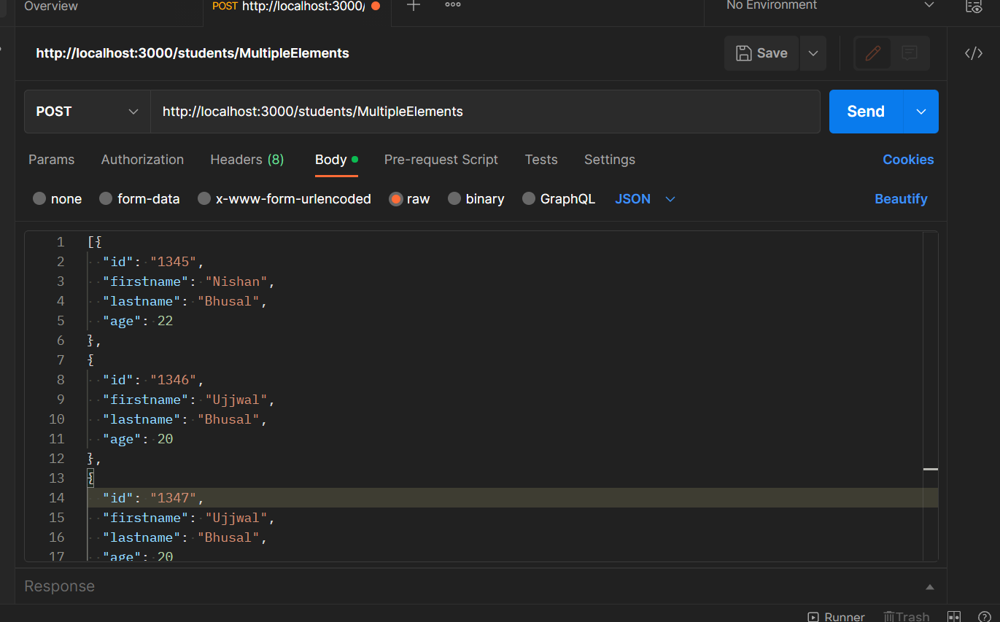 Overview
POST http://localhost:3000/
No Environment
http://localhost:3000/students/MultipleElements
Save
</>
POST
http://localhost:3000/students/MultipleElements
Send
Params Authorization Headers (8) Body Pre-request Script Tests Settings Cookies
none form-data x-www-form-urlencoded raw binary GraphQL JSON Beautify
1 [{
2 "id": "1345",
3 "firstname": "Nishan",
4 "lastname": "Bhusal",
5 "age": 22
6 },
7 {
8 "id": "1346",
9 "firstname": "Ujjwal",
10 "lastname": "Bhusal",
11 "age": 20
12 },
13 {
14 "id": "1347",
15 "firstname": "Ujjwal",
16 "lastname": "Bhusal",
17 "age": 20
Response
Runner Trash